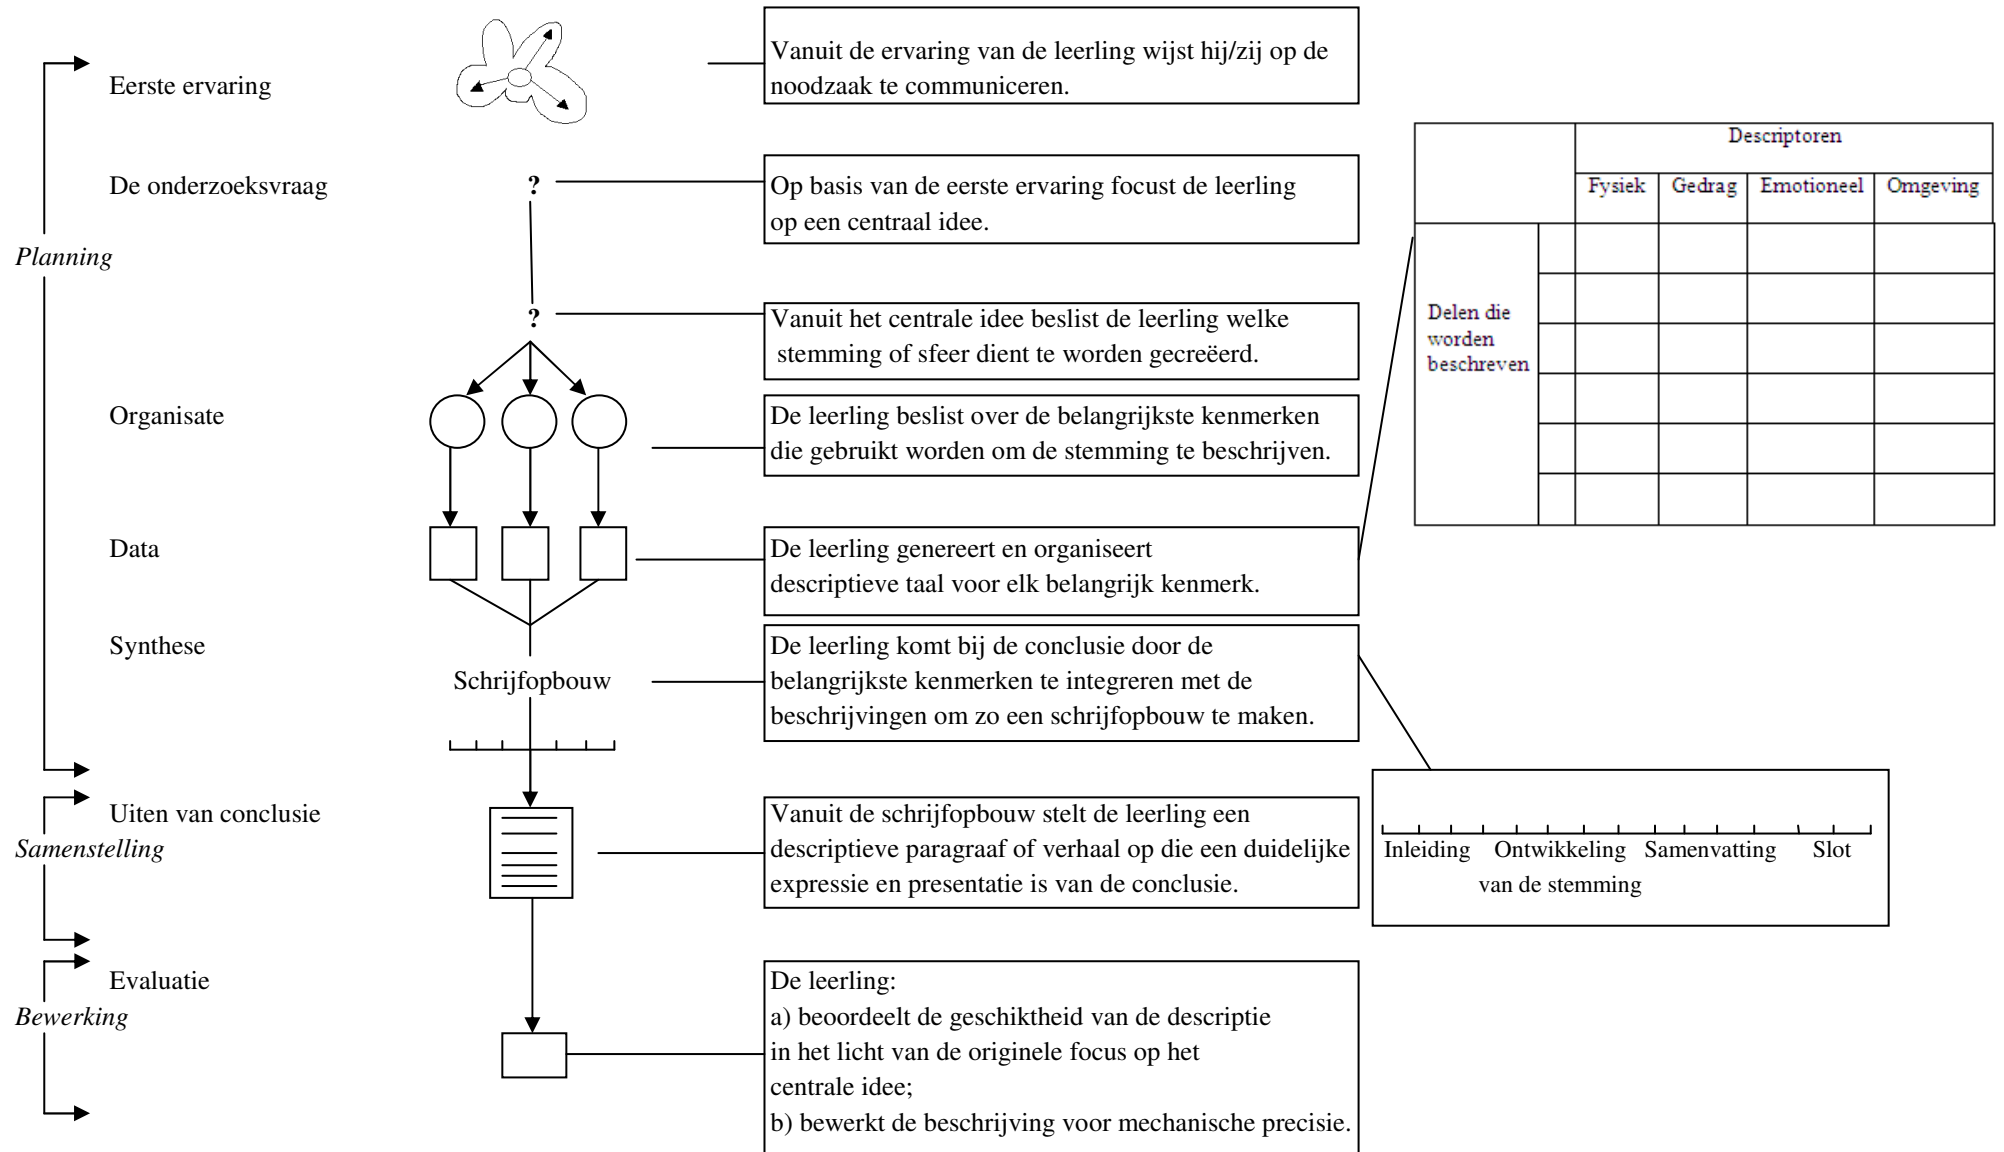 Eerste ervaring
Vanuit de ervaring van de leerling wijst hij/zij op de
noodzaak te communiceren.
De onderzoeksvraag
?
Op basis van de eerste ervaring focust de leerling
op een centraal idee.
Planning
?
Vanuit het centrale idee beslist de leerling welke
stemming of sfeer dient te worden gecreëerd.
Organisate
De leerling beslist over de belangrijkste kenmerken
die gebruikt worden om de stemming te beschrijven.
Data
De leerling genereert en organiseert
descriptieve taal voor elk belangrijk kenmerk.
Descriptoren
Fysiek Gedrag Emotioneel Omgeving
Delen die
worden
beschreven
Synthese
Schrijfopbouw
De leerling komt bij de conclusie door de
belangrijkste kenmerken te integreren met de
beschrijvingen om zo een schrijfopbouw te maken.
Inleiding Ontwikkeling Samenvatting Slot
van de stemming
Uiten van conclusie
Samenstelling
Vanuit de schrijfopbouw stelt de leerling een
descriptieve paragraaf of verhaal op die een duidelijke
expressie en presentatie is van de conclusie.
Evaluatie
Bewerking
De leerling:
a) beoordeelt de geschiktheid van de descriptie
in het licht van de originele focus op het
centrale idee;
b) bewerkt de beschrijving voor mechanische precisie.